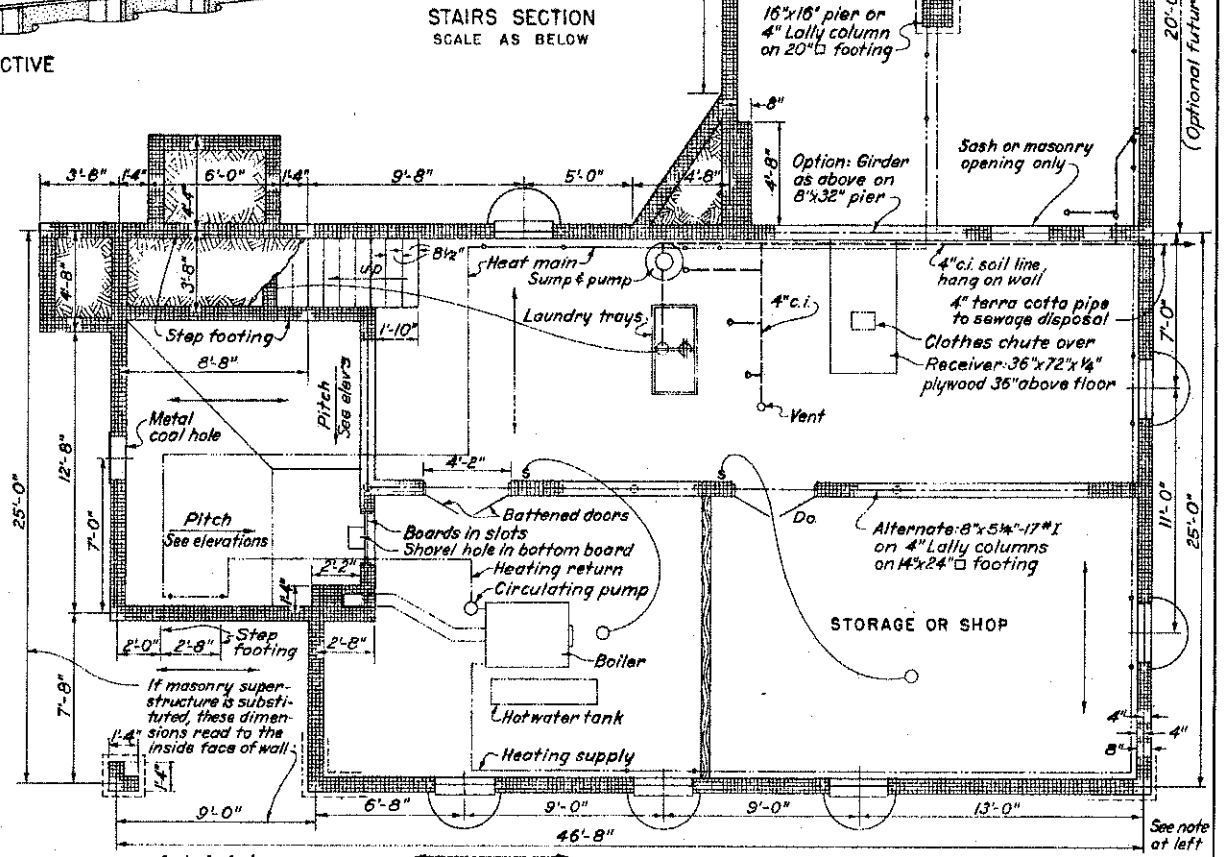 STAIRS SECTION
SCALE AS BELOW
CTIVE
16"x16" pier or
4" Lally column
on 20"□ footing
20'-0
(Optional futur
8"
4'-8"
Option: Girder
as above on
8"x32" pier
Sash or masonry
opening only
3'-8"
1'-4"
6'-0"
1'-4"
9'-8"
5'-0"
4'-8"
4'-4"
4'-8"
3'-8"
up
8½"
Heat main
Sump & pump
4" c.i. soil line
hang on wall
4" terra cotta pipe
to sewage disposal
7'-0"
Step footing
1'-10"
Laundry trays
4" c.i.
Clothes chute over
Receiver: 36"x72"x¼"
plywood 36" above floor
8'-8"
Pitch
See elevs
Vent
Metal
coal hole
12'-8"
25'-0"
7'-0"
4'-2"
S
S
Pitch
See elevations
Battened doors
Do.
Boards in slots
Shovel hole in bottom board
Alternate: 8"x5¼"-17# I
on 4" Lally columns
on 14"x24"□ footing
11'-0"
25'-0"
2'-2"
1'-4"
Heating return
Circulating pump
STORAGE OR SHOP
2'-0"
2'-8"
Step
footing
2'-8"
Boiler
7'-8"
If masonry super-
structure is substi-
tuted, these dimen-
sions read to the
inside face of wall
Hotwater tank
4"
4"
8"
1'-4"
1'-4"
Heating supply
9'-0"
6'-8"
9'-0"
9'-0"
13'-0"
46'-8"
See note
at left